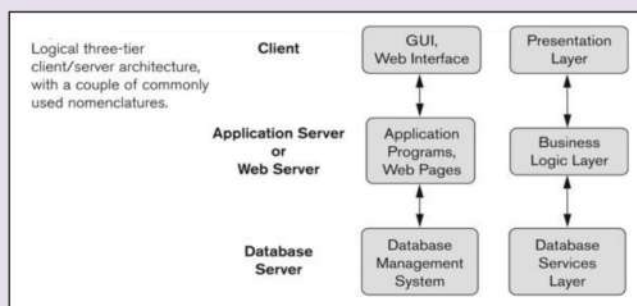 Logical three-tier
client/server architecture,
with a couple of commonly
used nomenclatures.
Client
GUI,
Web Interface
Presentation
Layer
Application Server
or
Web Server
Application
Programs,
Web Pages
Business
Logic Layer
Database
Server
Database
Management
System
Database
Services
Layer